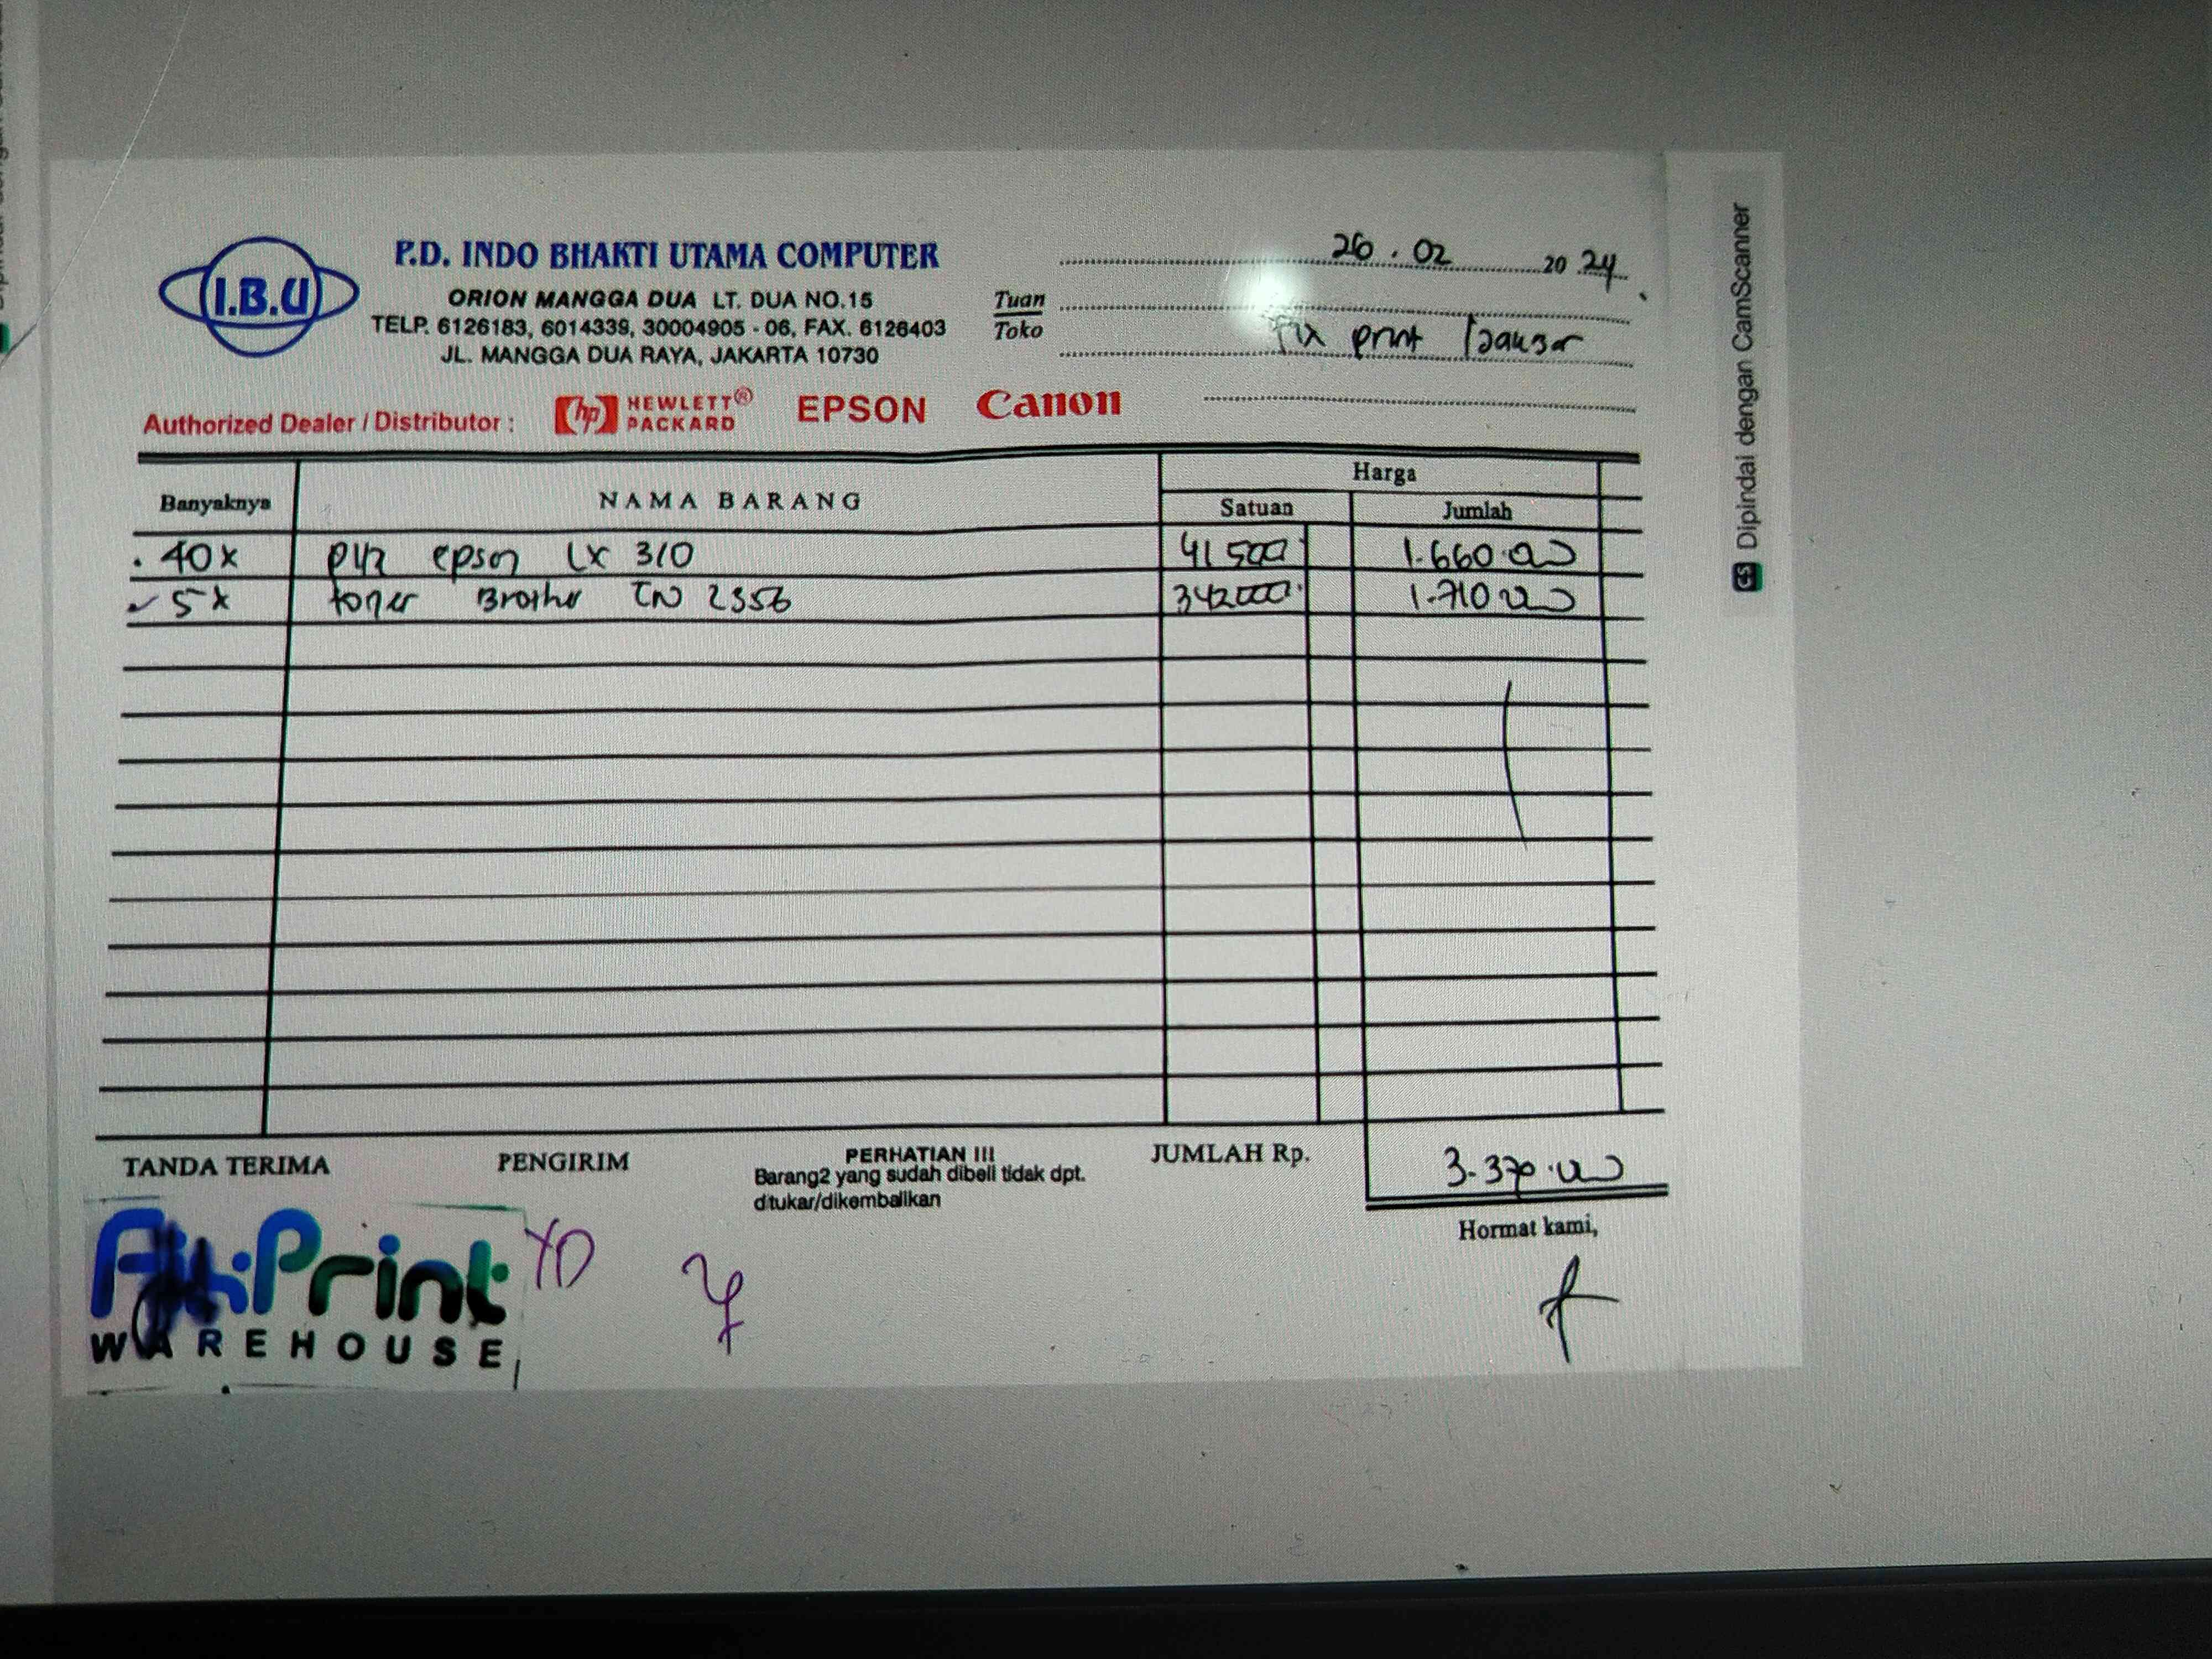 I.B.U
P.D. INDO BHAKTI UTAMA COMPUTER
ORION MANGGA DUA LT. DUA NO.15
TELP. 6126183, 6014339, 30004905 - 06, FAX. 6126403
JL. MANGGA DUA RAYA, JAKARTA 10730
26.02 2024
Tuan
Toko
Fix print
Authorized Dealer / Distributor : hp HEWLETT® PACKARD EPSON Canon
Banyaknya NAMA BARANG Harga
Satuan Jumlah
40x epson LX 310 41.500 1.660.000
5x toner Brother TN 2356 342.000 1.710.000
TANDA TERIMA PENGIRIM PERHATIAN !!! JUMLAH Rp. 3.370.000
Barang2 yang sudah dibeli tidak dpt.
ditukar/dikembalikan
Hormat kami,
FixPrint
WAREHOUSE
CS Dipindai dengan CamScanner